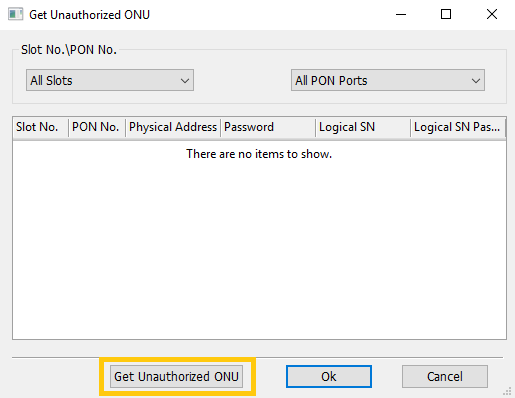 Get Unauthorized ONU
Slot No.\PON No.
All Slots All PON Ports
Slot No. PON No. Physical Address Password Logical SN Logical SN Pas...
There are no items to show.
Get Unauthorized ONU Ok Cancel